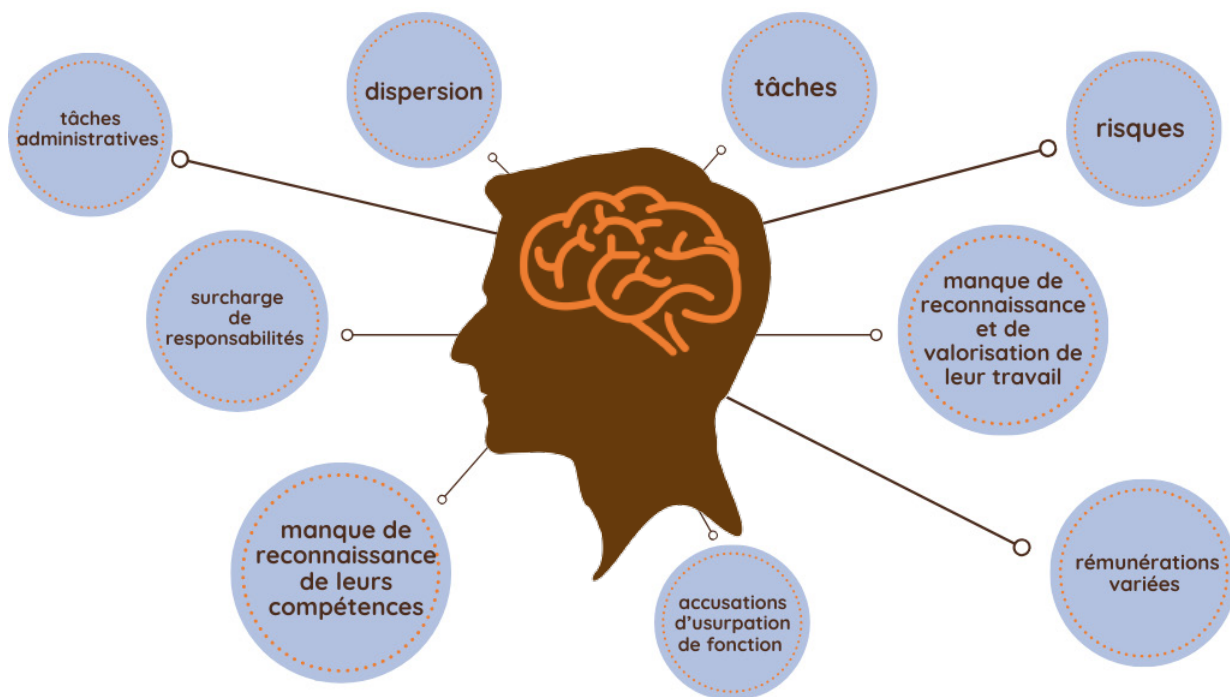 dispersion
tâches
tâches
administratives
risques
surcharge
de
responsabilités
manque de
reconnaissance
et de
valorisation de
leur travail
manque de
reconnaissance
de leurs
compétences
accusations
d'usurpation
de fonction
rémunérations
variées